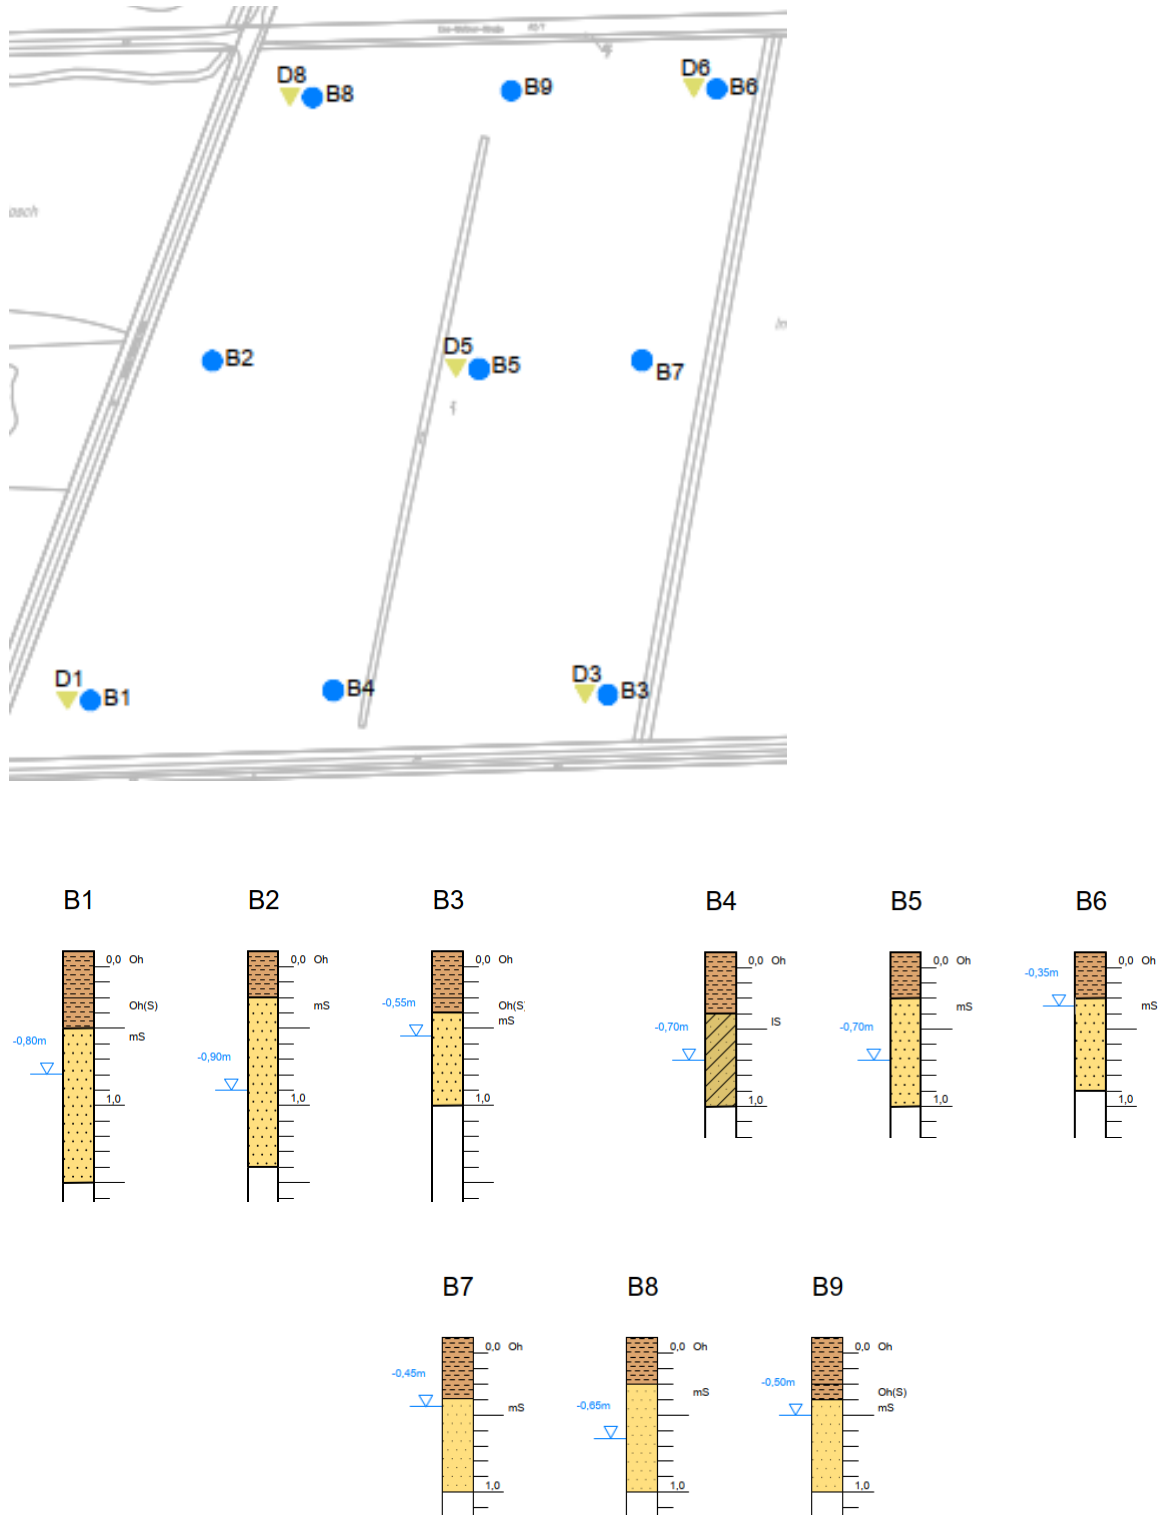 40/1
D8
B8
B9
D6
B6
asch
In
B2
D5
B5
B7
D1
B1
B4
D3
B3
B1
B2
B3
B4
B5
B6
0,0 Oh
Oh(S)
mS
-0,80m
1,0
0,0 Oh
mS
-0,90m
1,0
0,0 Oh
-0,55m
Oh(S)
mS
1,0
0,0 Oh
lS
-0,70m
1,0
0,0 Oh
mS
-0,70m
1,0
0,0 Oh
-0,35m
mS
1,0
B7
B8
B9
0,0 Oh
-0,45m
mS
1,0
0,0 Oh
mS
-0,65m
1,0
0,0 Oh
-0,50m
Oh(S)
mS
1,0